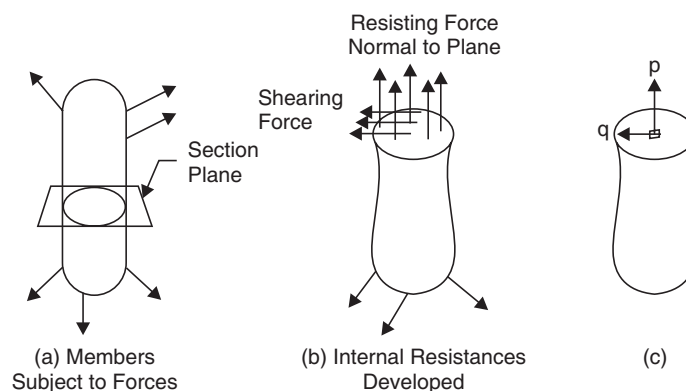 Resisting Force
Normal to Plane
Shearing
Force
Section
Plane
p
q
(a) Members
Subject to Forces
(b) Internal Resistances
Developed
(c)